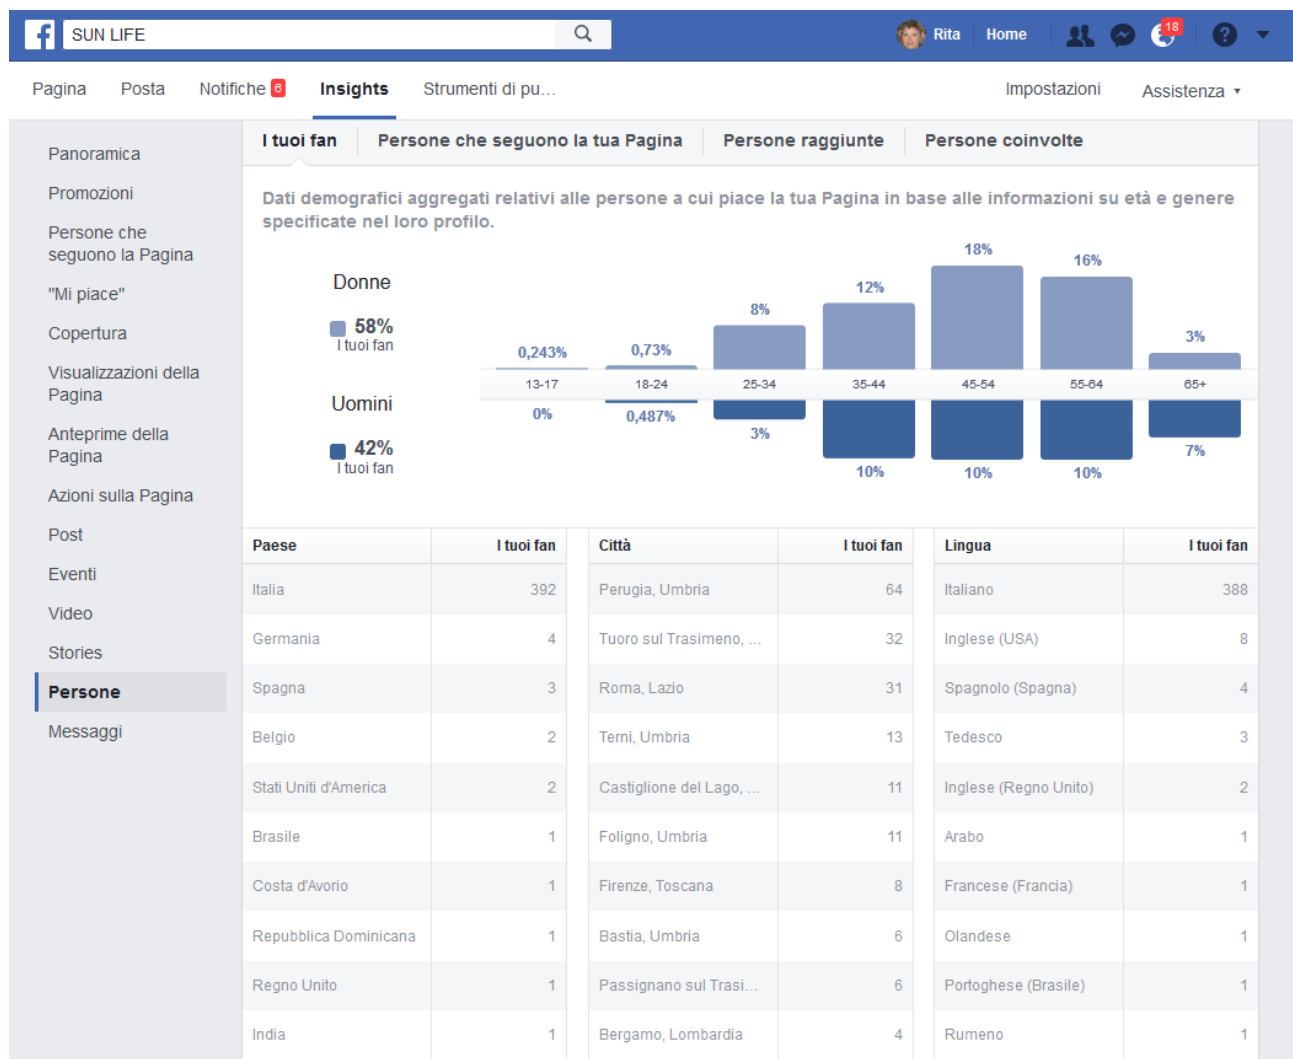 f SUN LIFE Rita Home 18 ?
Pagina Posta Notifiche 6 Insights Strumenti di pu... Impostazioni Assistenza
I tuoi fan Persone che seguono la tua Pagina Persone raggiunte Persone coinvolte
Panoramica
Promozioni
Persone che
seguono la Pagina
"Mi piace"
Copertura
Visualizzazioni della
Pagina
Anteprime della
Pagina
Azioni sulla Pagina
Post
Eventi
Video
Stories
Persone
Messaggi
Dati demografici aggregati relativi alle persone a cui piace la tua Pagina in base alle informazioni su età e genere
specificate nel loro profilo.
Donne
58%
I tuoi fan
0,243% 0,73% 8% 12% 18% 16% 3%
13-17 18-24 25-34 35-44 45-54 55-64 65+
Uomini
42%
I tuoi fan
0% 0,487% 3% 10% 10% 10% 7%
Paese I tuoi fan Città I tuoi fan Lingua I tuoi fan
Italia 392 Perugia, Umbria 64 Italiano 388
Germania 4 Tuoro sul Trasimeno, ... 32 Inglese (USA) 8
Spagna 3 Roma, Lazio 31 Spagnolo (Spagna) 4
Belgio 2 Terni, Umbria 13 Tedesco 3
Stati Uniti d'America 2 Castiglione del Lago, ... 11 Inglese (Regno Unito) 2
Brasile 1 Foligno, Umbria 11 Arabo 1
Costa d'Avorio 1 Firenze, Toscana 8 Francese (Francia) 1
Repubblica Dominicana 1 Bastia, Umbria 6 Olandese 1
Regno Unito 1 Passignano sul Trasi... 6 Portoghese (Brasile) 1
India 1 Bergamo, Lombardia 4 Rumeno 1